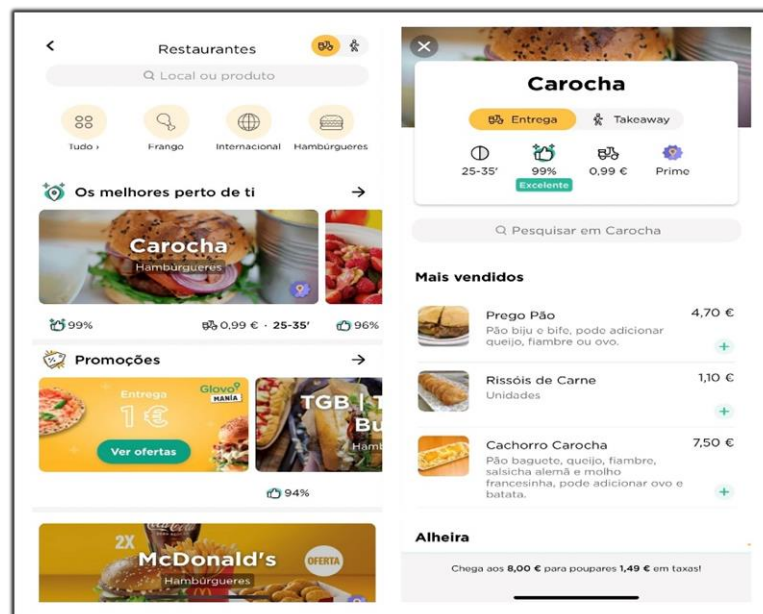 Restaurantes
Local ou produto
Tudo ›
Frango
Internacional
Hambúrgueres
Os melhores perto de ti
Carocha
Hambúrgueres
99%
0,99 € · 25-35'
96%
Promoções
Entrega
1€
Ver ofertas
Glovo
MANÍA
TGB | T
Bu
Hamb
94%
2X
McDonald's
Hambúrgueres
OFERTA
Carocha
Entrega
Takeaway
25-35'
99%
Excelente
0,99 €
Prime
Pesquisar em Carocha
Mais vendidos
Prego Pão
4,70 €
Pão biju e bife, pode adicionar
queijo, fiambre ou ovo.
Rissóis de Carne
1,10 €
Unidades
Cachorro Carocha
7,50 €
Pão baguete, queijo, fiambre,
salsicha alemã e molho
francesinha, pode adicionar ovo e
batata.
Alheira
Chega aos 8,00 € para poupares 1,49 € em taxas!